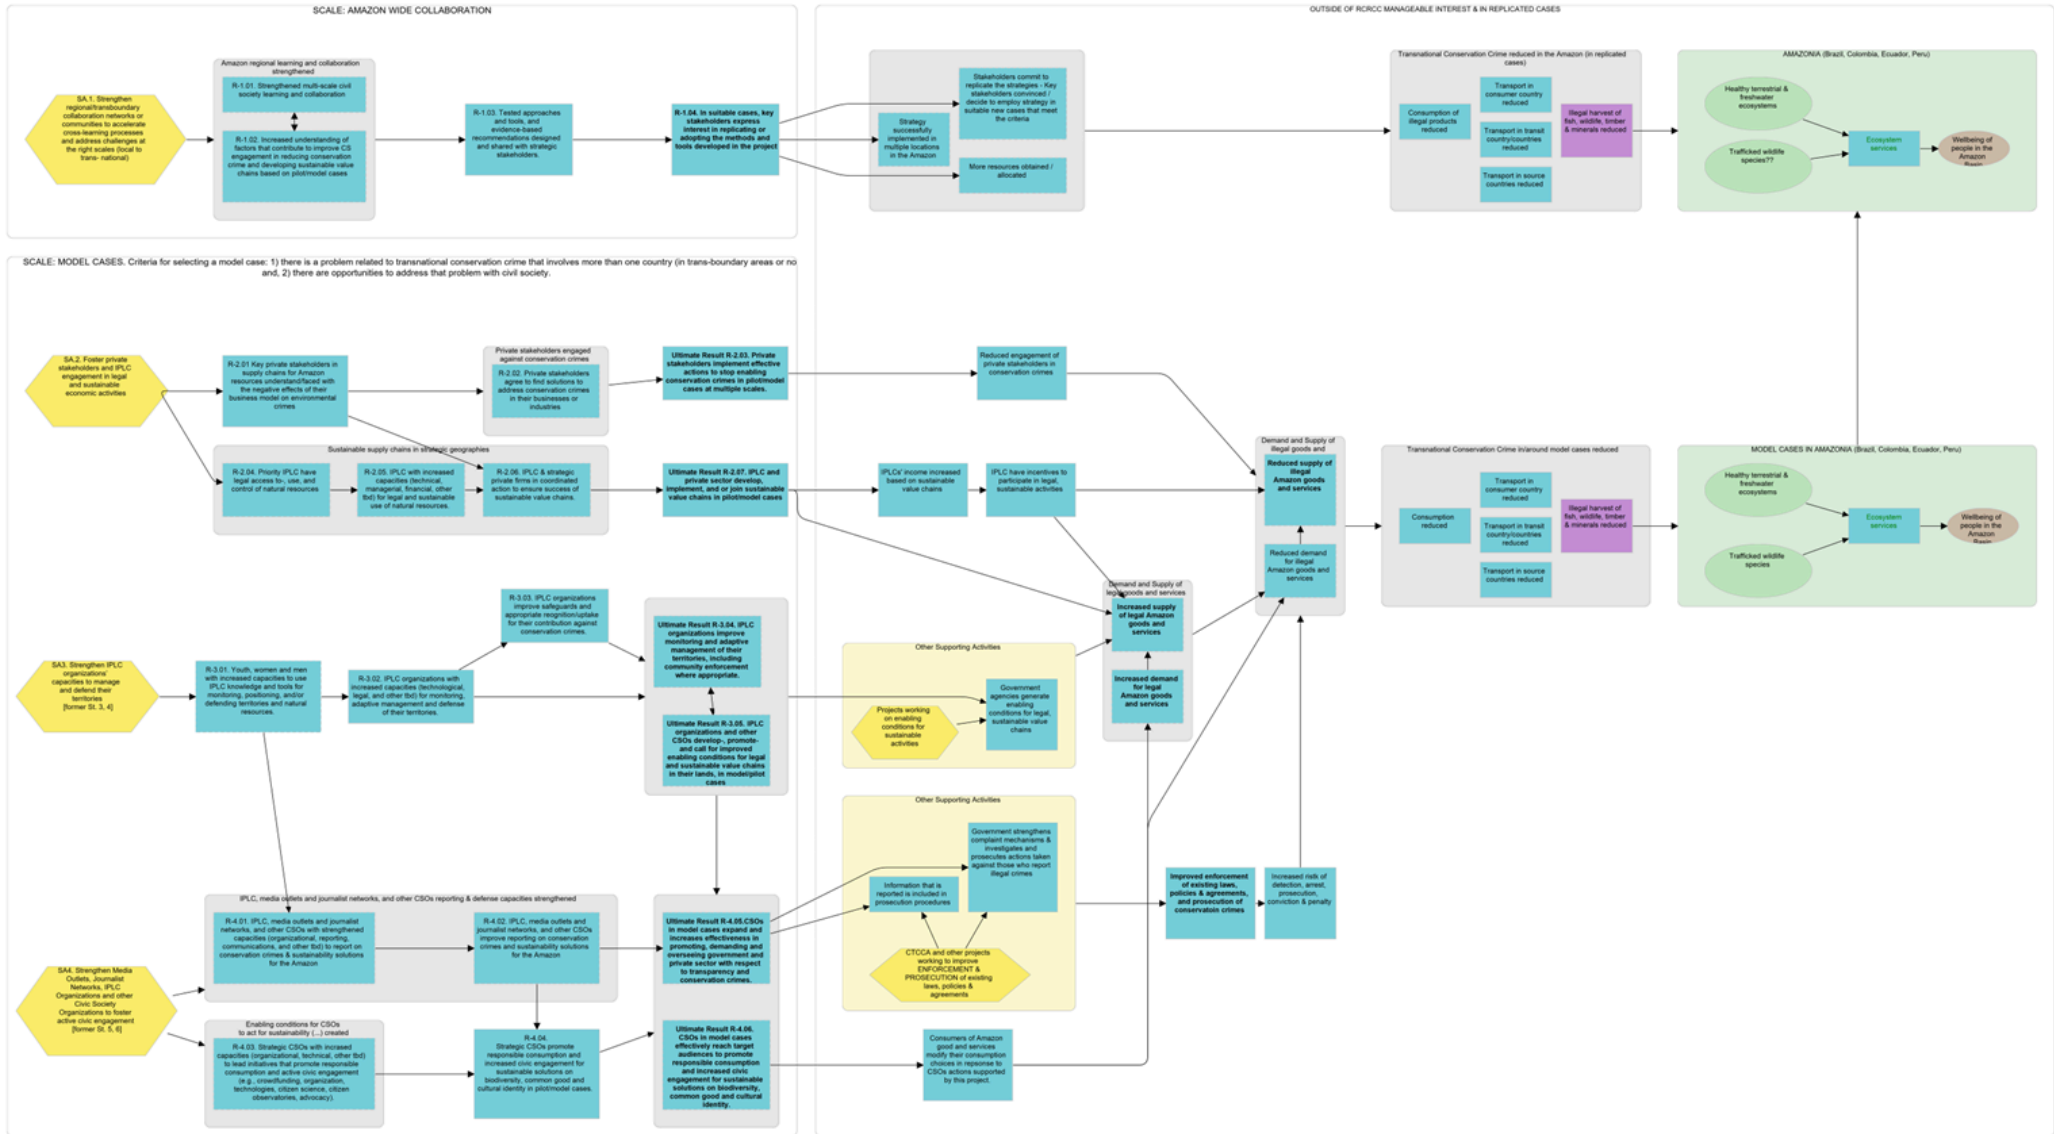 SCALE: AMAZON WIDE COLLABORATION
SA.1. Strengthen
regional/transboundary
collaboration networks or
communities to accelerate
cross-learning processes
and address challenges at
the right scales (local to
trans- national)
Amazon regional learning and collaboration
strengthened
R-1.01. Strengthened multi-scale civil
society learning and collaboration
R-1.02. Increased understanding of
factors that contribute to improve CS
engagement in reducing conservation
crime and developing sustainable value
chains based on pilot/model cases
R-1.03. Tested approaches
and tools, and
evidence-based
recommendations designed
and shared with strategic
stakeholders.
R-1.04. In suitable cases, key
stakeholders express
interest in replicating or
adopting the methods and
tools developed in the project
OUTSIDE OF RCRCC MANAGEABLE INTEREST & IN REPLICATED CASES
Strategy
successfully
implemented in
multiple locations
in the Amazon
Stakeholders commit to
replicate the strategies - Key
stakeholders convinced /
decide to employ strategy in
suitable new cases that meet
the criteria
More resources obtained /
allocated
Transnational Conservation Crime reduced in the Amazon (in replicated
cases)
Consumption of
illegal products
reduced
Transport in
consumer country
reduced
Transport in transit
country/countries
reduced
Transport in source
countries reduced
Illegal harvest of
fish, wildlife, timber
& minerals reduced
AMAZONIA (Brazil, Colombia, Ecuador, Peru)
Healthy terrestrial &
freshwater
ecosystems
Trafficked wildlife
species??
Ecosystem
services
Wellbeing of
people in the
Amazon
Basin
SCALE: MODEL CASES. Criteria for selecting a model case: 1) there is a problem related to transnational conservation crime that involves more than one country (in trans-boundary areas or no
and, 2) there are opportunities to address that problem with civil society.
SA.2. Foster private
stakeholders and IPLC
engagement in legal
and sustainable
economic activities
R-2.01 Key private stakeholders in
supply chains for Amazon
resources understand/faced with
the negative effects of their
business model on environmental
crimes
Private stakeholders engaged
against conservation crimes
R-2.02. Private stakeholders
agree to find solutions to
address conservation crimes
in their businesses or
industries
Ultimate Result R-2.03. Private
stakeholders implement effective
actions to stop enabling
conservation crimes in pilot/model
cases at multiple scales.
Reduced engagement of
private stakeholders in
conservation crimes
Sustainable supply chains in strategic geographies
R-2.04. Priority IPLC have
legal access to-, use, and
control of natural resources
R-2.05. IPLC with increased
capacities (technical,
managerial, financial, other
tbd) for legal and sustainable
use of natural resources.
R-2.06. IPLC & strategic
private firms in coordinated
action to ensure success of
sustainable value chains.
Ultimate Result R-2.07. IPLC and
private sector develop,
implement, and/or join sustainable
value chains in pilot/model cases
IPLCs' income increased
based on sustainable
value chains
IPLC have incentives to
participate in legal,
sustainable activities
Demand and Supply of
illegal goods and
Reduced supply of
illegal
Amazon goods
and services
Reduced demand
for illegal
Amazon goods and
services
Transnational Conservation Crime in/around model cases reduced
Consumption
reduced
Transport in
consumer country
reduced
Transport in transit
country/countries
reduced
Transport in source
countries reduced
Illegal harvest of
fish, wildlife, timber
& minerals reduced
MODEL CASES IN AMAZONIA (Brazil, Colombia, Ecuador, Peru)
Healthy terrestrial &
freshwater
ecosystems
Trafficked wildlife
species
Ecosystem
services
Wellbeing of
people in the
Amazon
Basin
SA3. Strengthen IPLC
organizations'
capacities to manage
and defend their
territories
[former St. 3, 4]
R-3.01. Youth, women and men
with increased capacities to use
IPLC knowledge and tools for
monitoring, positioning, and/or
defending territories and natural
resources.
R-3.02. IPLC organizations with
increased capacities (technological,
legal, and other tbd) for monitoring,
adaptive management and defense
of their territories.
R-3.03. IPLC organizations
improve safeguards and
appropriate recognition/uptake
for their contribution against
conservation crimes.
Ultimate Result R-3.04. IPLC
organizations improve
monitoring and adaptive
management of their
territories, including
community enforcement
where appropriate.
Ultimate Result R-3.05. IPLC
organizations and other
CSOs develop-, promote-
and call for improved
enabling conditions for legal
and sustainable value chains
in their lands, in model/pilot
cases
Other Supporting Activities
Projects working
on enabling
conditions for
sustainable
activities
Government
agencies generate
enabling
conditions for legal,
sustainable value
chains
Demand and Supply of
legal goods and services
Increased supply
of legal Amazon
goods and
services
Increased demand
for legal
Amazon goods
and services
Other Supporting Activities
Government strengthens
complaint mechanisms &
investigates and
prosecutes actions taken
against those who report
illegal crimes
Information that is
reported is included in
prosecution procedures
CTCCA and other projects
working to improve
ENFORCEMENT &
PROSECUTION of existing
laws, policies &
agreements
Improved enforcement
of existing laws,
policies & agreements,
and prosecution of
conservatoin crimes
Increased risk of
detection, arrest,
prosecution,
conviction & penalty
SA4. Strengthen Media
Outlets, Journalist
Networks, IPLC
Organizations and other
Civic Society
Organizations to foster
active civic engagement
[former St. 5, 6]
IPLC, media outlets and journalist networks, and other CSOs reporting & defense capacities strengthened
R-4.01. IPLC, media outlets and journalist
networks, and other CSOs with strengthened
capacities (organizational, reporting,
communications, and other tbd) to report on
conservation crimes & sustainability solutions
for the Amazon
R-4.02. IPLC, media outlets and
journalist networks, and other CSOs
improve reporting on conservation
crimes and sustainability solutions
for the Amazon
Enabling conditions for CSOs
to act for sustainability (...) created
R-4.03. Strategic CSOs with incrased
capacities (organizational, technical, other tbd)
to lead initiatives that promote responsible
consumption and active civic engagement
(e.g., crowdfunding, organization,
technologies, citizen science, citizen
observatories, advocacy).
R-4.04.
Strategic CSOs promote
responsible consumption and
increased civic engagement for
sustainable solutions on
biodiversity, common good and
cultural identity in pilot/model cases.
Ultimate Result R-4.05.CSOs
in model cases expand and
increases effectiveness in
promoting, demanding and
overseeing government and
private sector with respect
to transparency and
conservation crimes.
Ultimate Result R-4.06.
CSOs in model cases
effectively reach target
audiences to promote
responsible consumption
and increased civic
engagement for sustainable
solutions on biodiversity,
common good and cultural
identity.
Consumers of Amazon
good and services
modify their consumption
choices in reponse to
CSOs actions supported
by this project.